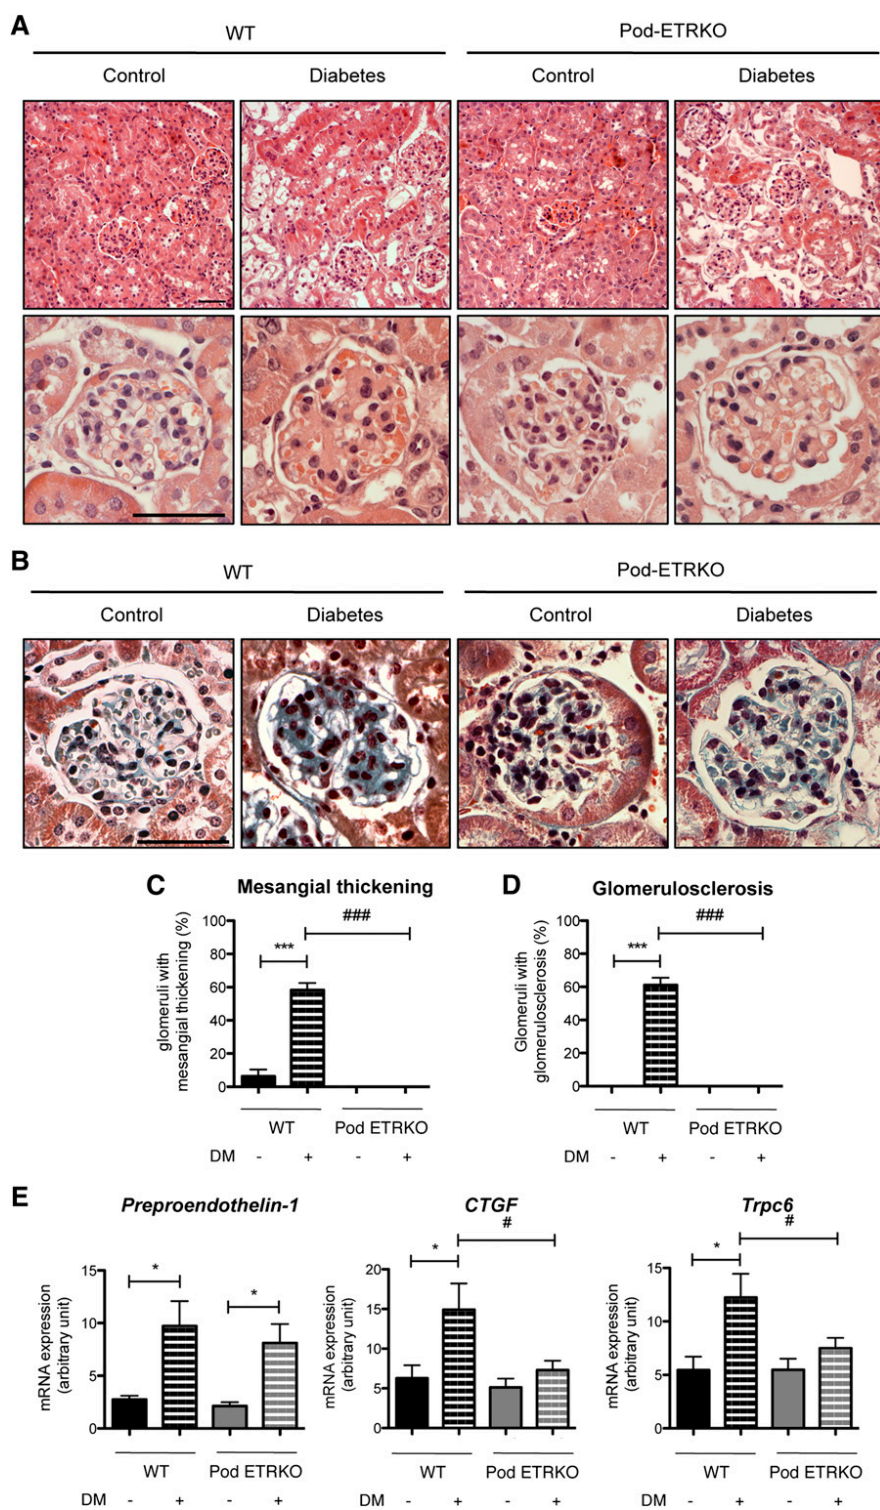 A
WT Pod-ETRKO
Control Diabetes Control Diabetes
B
WT Pod-ETRKO
Control Diabetes Control Diabetes
C Mesangial thickening
###
***
glomeruli with
mesangial thickening (%)
100
80
60
40
20
0
WT Pod ETRKO
DM - + - +
D Glomerulosclerosis
###
***
Glomeruli with
glomerulosclerosis (%)
100
80
60
40
20
0
WT Pod ETRKO
DM - + - +
E
Preproendothelin-1
* *
mRNA expression
(arbitrary unit)
15
10
5
0
WT Pod ETRKO
DM - + - +
CTGF
#
*
mRNA expression
(arbitrary unit)
20
15
10
5
0
WT Pod ETRKO
DM - + - +
Trpc6
#
*
mRNA expression
(arbitrary unit)
15
10
5
0
WT Pod ETRKO
DM - + - +